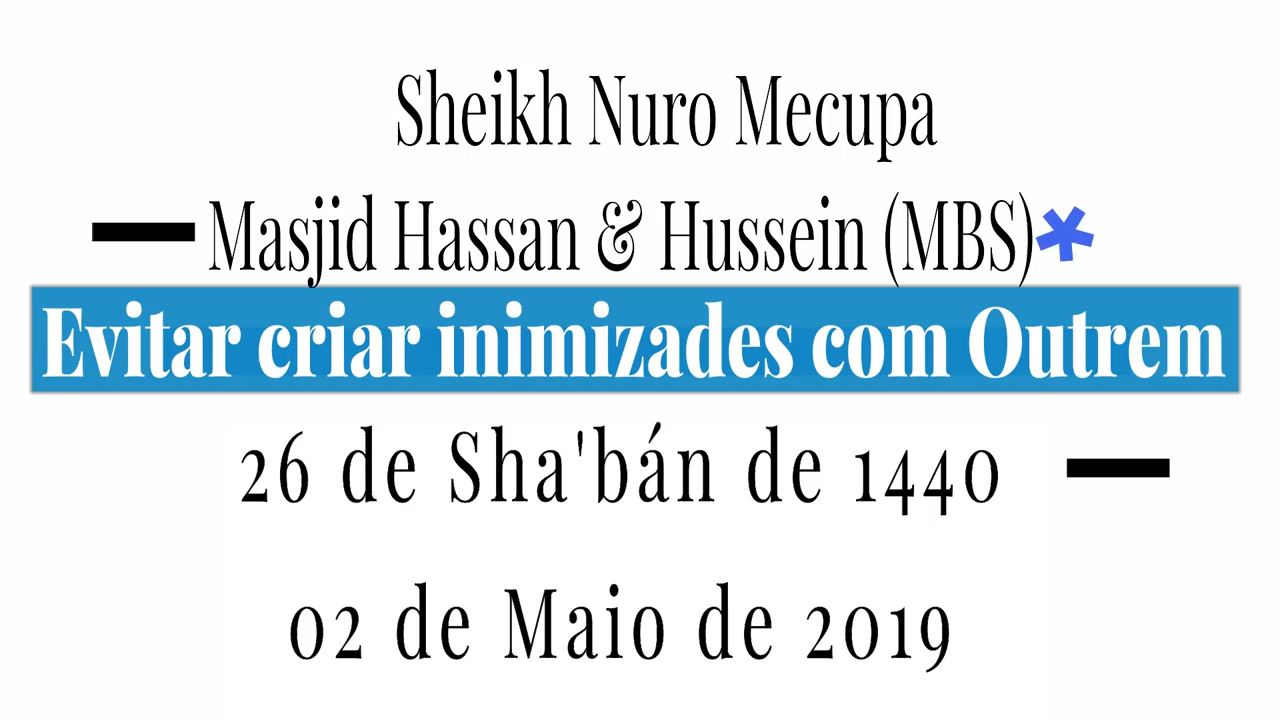 Sheikh Nuro Mecupa
Masjid Hassan & Hussein (MBS)*
Evitar criar inimizades com Outrem
26 de Sha'bán de 1440
02 de Maio de 2019